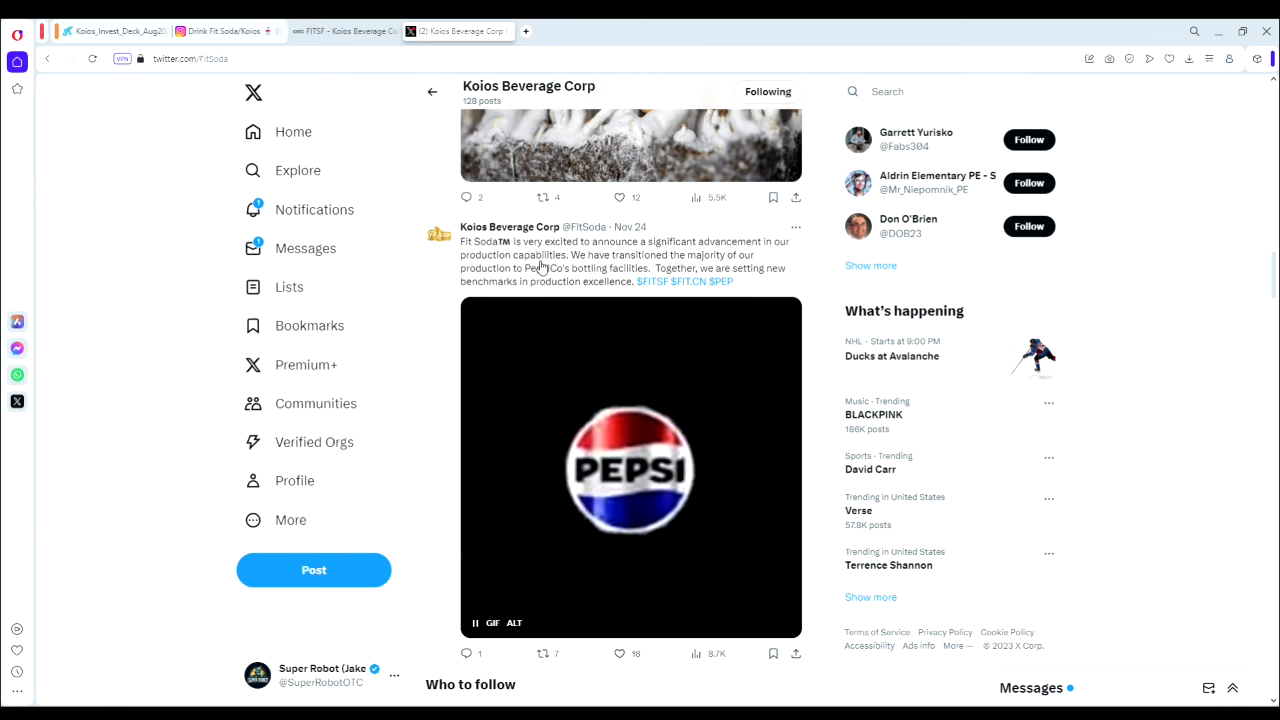 Koios_Invest_Deck_Aug20
Drink Fit Soda/Koios
FITSF - Koios Beverage Co
(2) Koios Beverage Corp
VPN
twitter.com/FitSoda
Home
Explore
1
Notifications
1
Messages
Lists
Bookmarks
Premium+
Communities
Verified Orgs
Profile
More
Post
Super Robot (Jake
@SuperRobotOTC
Koios Beverage Corp
128 posts
Following
2 4 12 5.5K
Koios Beverage Corp @FitSoda · Nov 24
Fit Soda™ is very excited to announce a significant advancement in our
production capabilities. We have transitioned the majority of our
production to CO's bottling facilities. Together, we are setting new
benchmarks in production excellence. $FITSF $FIT.CN $PEP
PEPSI
GIF ALT
1 7 18 8.7K
Who to follow
Search
Garrett Yurisko
@Fabs304
Follow
Aldrin Elementary PE - S
@Mr_Niepomnik_PE
Follow
Don O'Brien
@DOB23
Follow
Show more
What's happening
NHL · Starts at 9:00 PM
Ducks at Avalanche
Music · Trending
BLACKPINK
186K posts
Sports · Trending
David Carr
Trending in United States
Verse
57.8K posts
Trending in United States
Terrence Shannon
Show more
Terms of Service Privacy Policy Cookie Policy
Accessibility Ads info More ··· © 2023 X Corp.
Messages